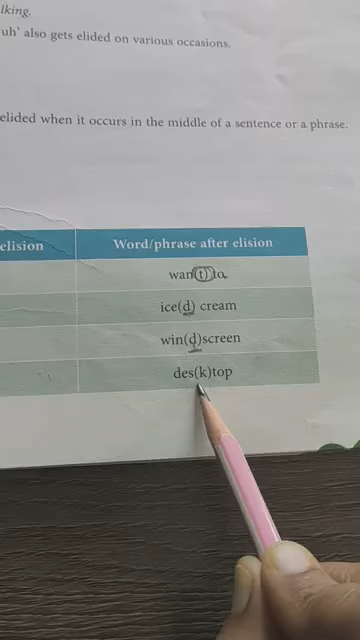 lking.
uh' also gets elided on various occasions.
elided when it occurs in the middle of a sentence or a phrase.
elision Word/phrase after elision
wan(t) to
ice(d) cream
win(d)screen
des(k)top